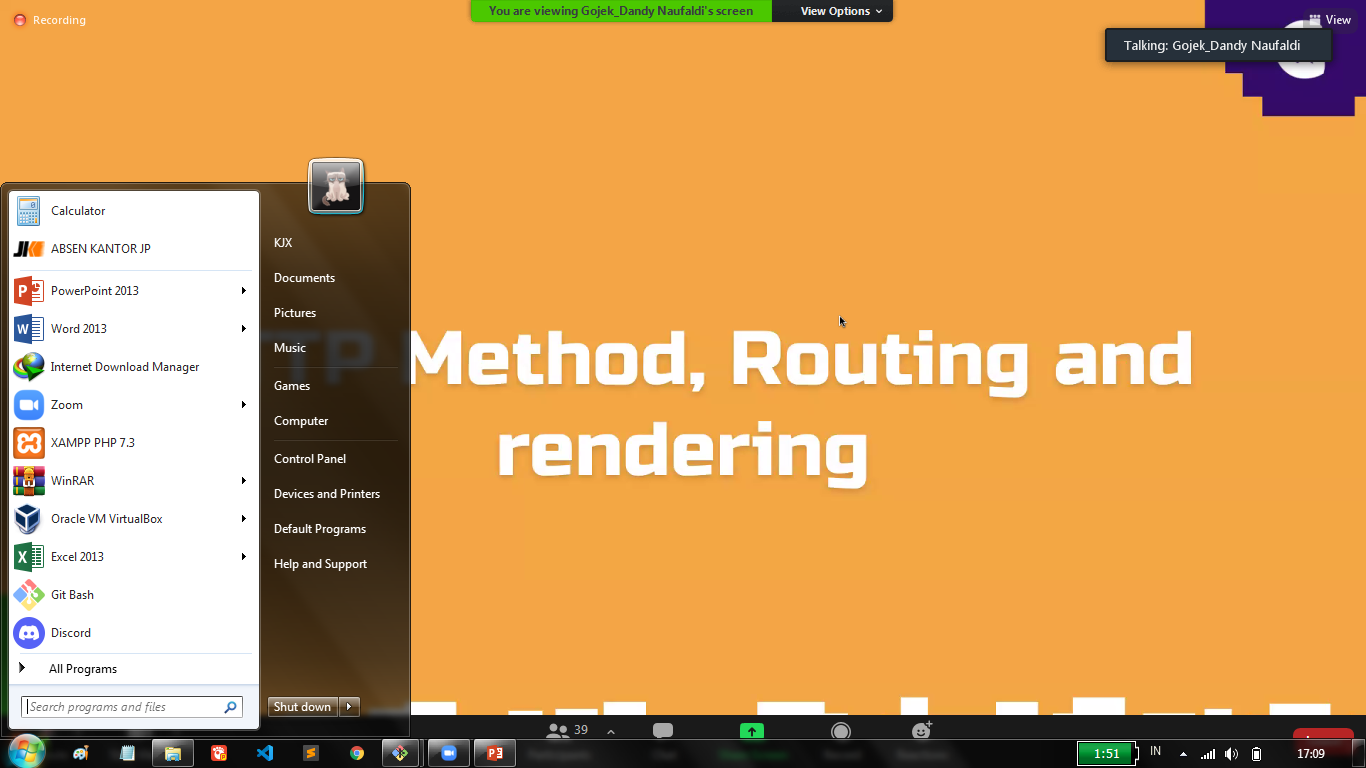 Recording
You are viewing Gojek_Dandy Naufaldi's screen
View Options
View
Talking: Gojek_Dandy Naufaldi
TP Method, Routing and
rendering
Calculator
ABSEN KANTOR JP
PowerPoint 2013
Word 2013
Internet Download Manager
Zoom
XAMPP PHP 7.3
WinRAR
Oracle VM VirtualBox
Excel 2013
Git Bash
Discord
All Programs
Search programs and files
KJX
Documents
Pictures
Music
Games
Computer
Control Panel
Devices and Printers
Default Programs
Help and Support
Shut down
39
1:51
IN
17:09